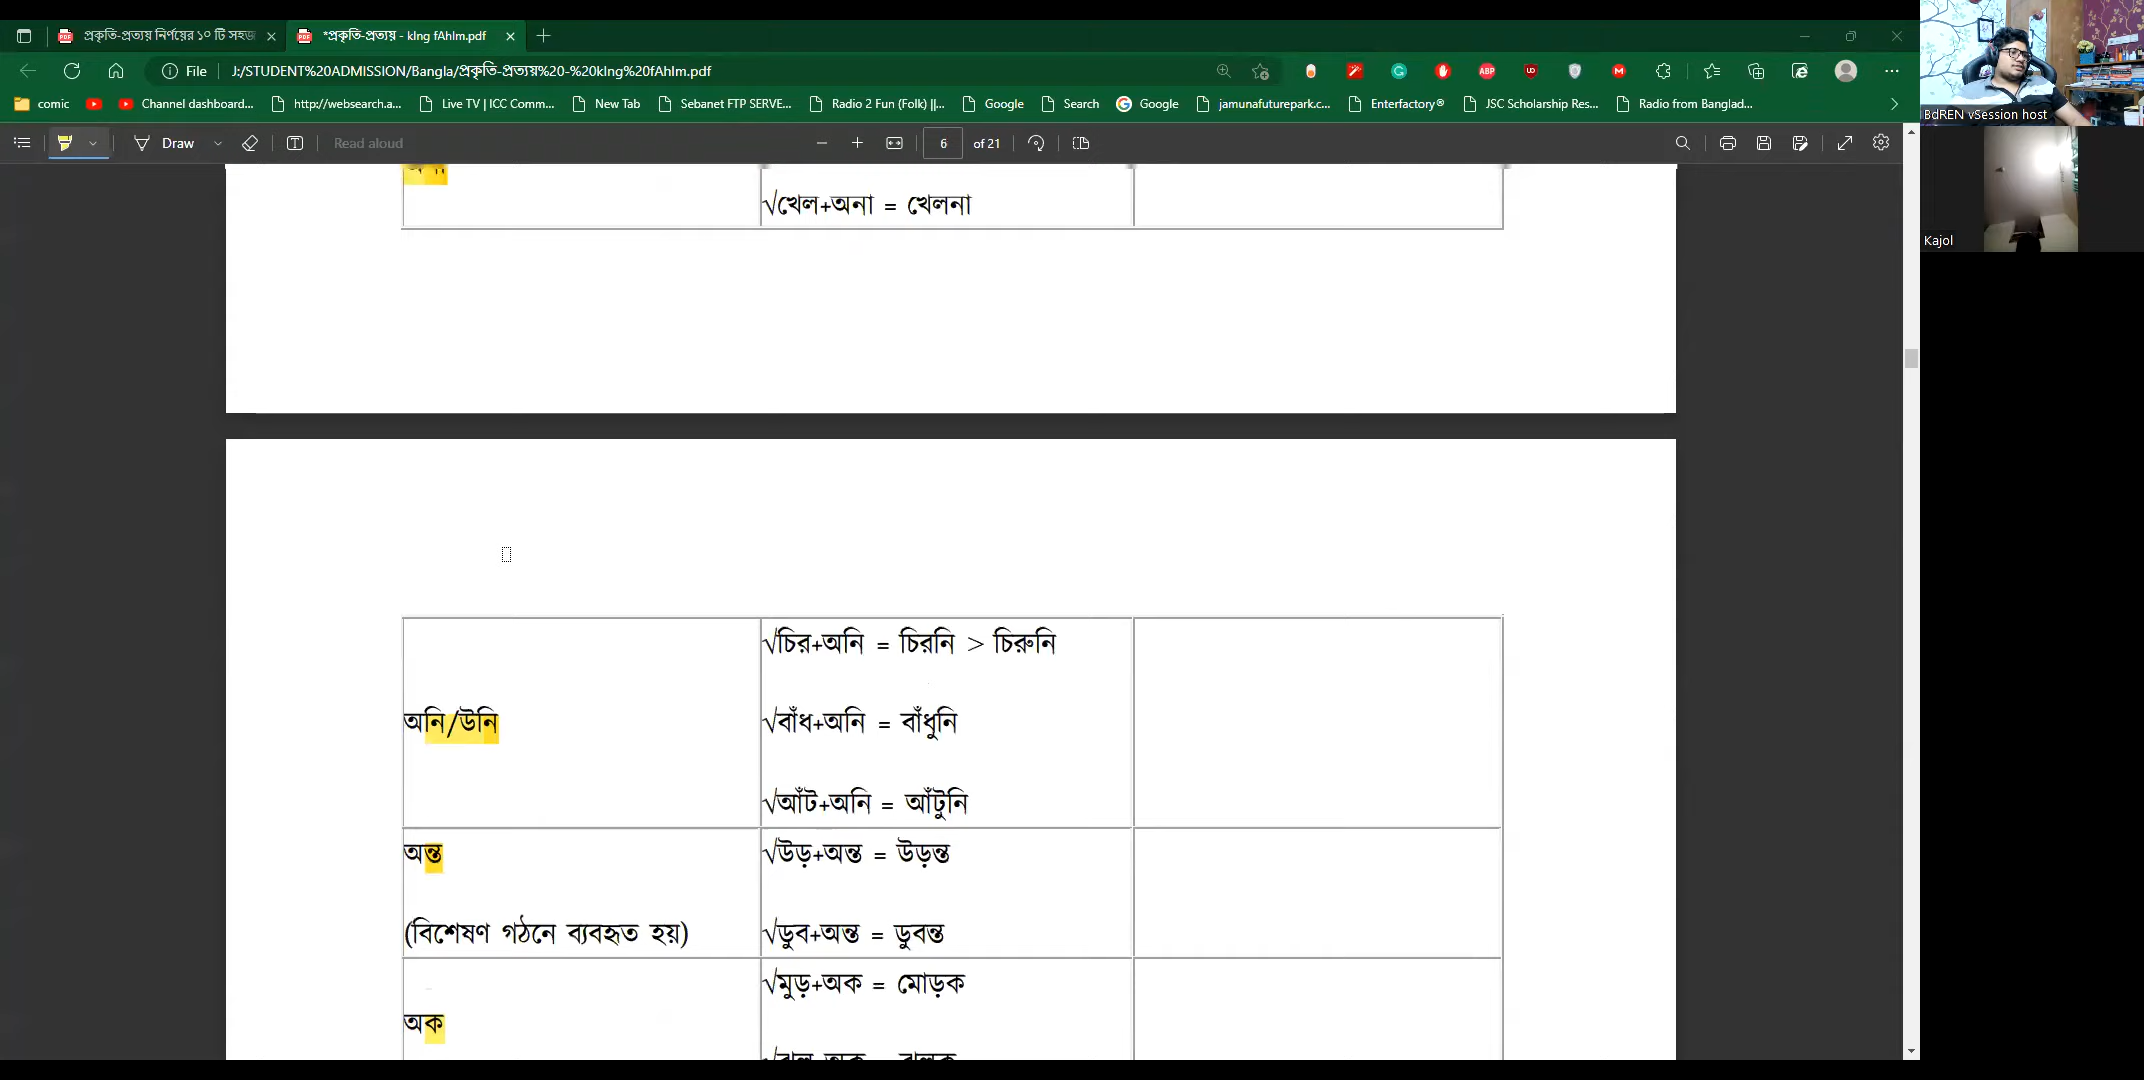 প্রকৃতি-প্রত্যয় নির্ণয়ের ১০ টি সহজ
*প্রকৃতি-প্রত্যয় - kIng fAhIm.pdf
File
J:/STUDENT%20ADMISSION/Bangla/প্রকৃতি-প্রত্যয়%20-%20kIng%20fAhIm.pdf
comic
Channel dashboard...
http://websearch.a...
Live TV | ICC Comm...
New Tab
Sebanet FTP SERVE...
Radio 2 Fun (Folk) ||...
Google
Search
Google
jamunafuturepark.c...
Enterfactory®
JSC Scholarship Res...
Radio from Banglad...
Draw
Read aloud
6 of 21
BdREN vSession host
Kajol
√খেল+অনা = খেলনা
√চির+অনি = চিরনি > চিরুনি
অনি/উনি
√বাঁধ+অনি = বাঁধুনি
√আঁট+অনি = আঁটুনি
অন্ত
√উড়+অন্ত = উড়ন্ত
(বিশেষণ গঠনে ব্যবহৃত হয়)
√ডুব+অন্ত = ডুবন্ত
√মুড়+অক = মোড়ক
অক